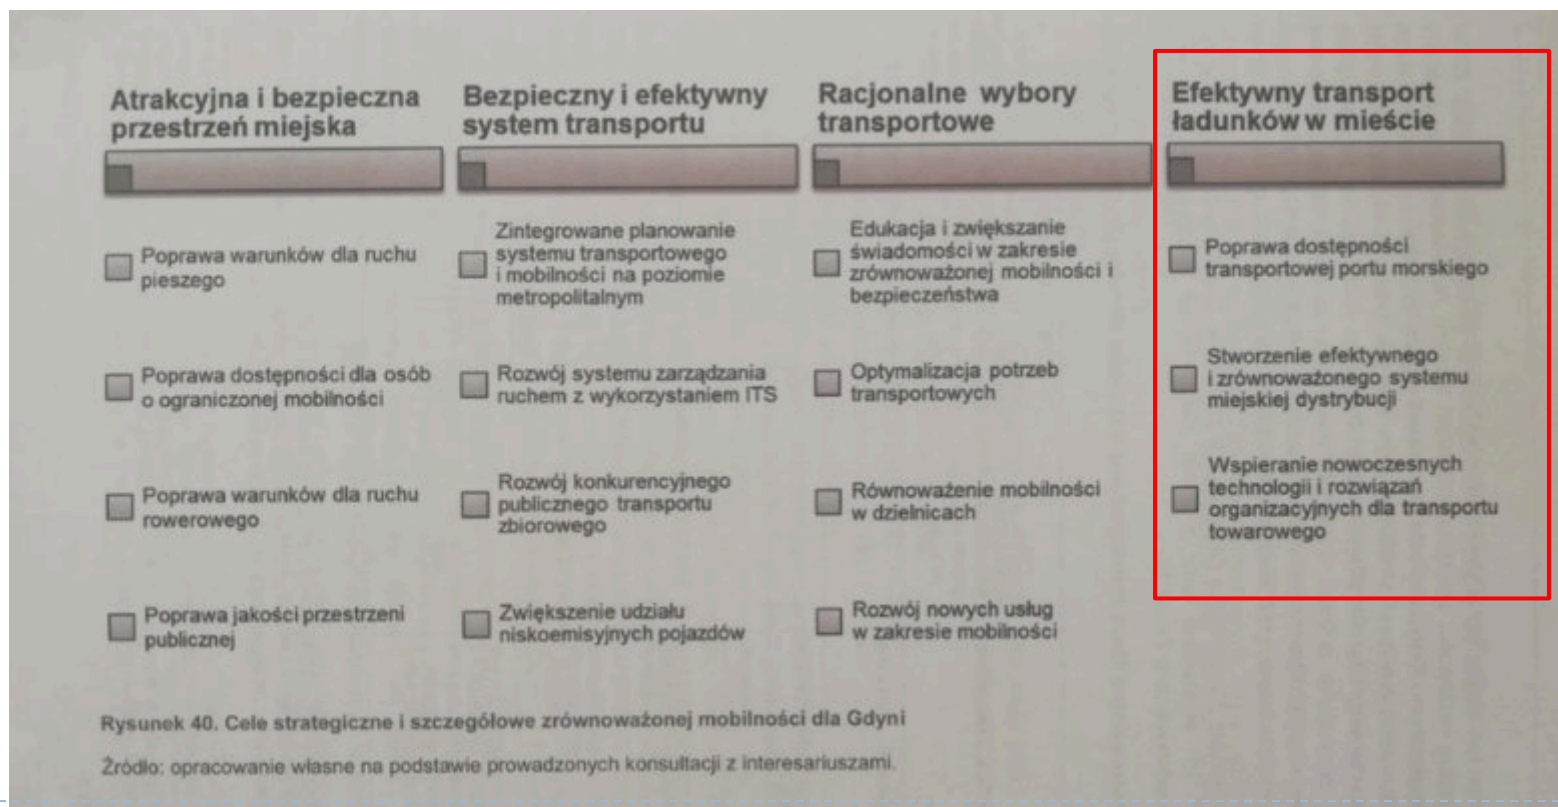 Atrakcyjna i bezpieczna
przestrzeń miejska
Poprawa warunków dla ruchu
pieszego
Poprawa dostępności dla osób
o ograniczonej mobilności
Poprawa warunków dla ruchu
rowerowego
Poprawa jakości przestrzeni
publicznej
Bezpieczny i efektywny
system transportu
Zintegrowane planowanie
systemu transportowego
i mobilności na poziomie
metropolitalnym
Rozwój systemu zarządzania
ruchem z wykorzystaniem ITS
Rozwój konkurencyjnego
publicznego transportu
zbiorowego
Zwiększenie udziału
niskoemisyjnych pojazdów
Racjonalne wybory
transportowe
Edukacja i zwiększanie
świadomości w zakresie
zrównoważonej mobilności i
bezpieczeństwa
Optymalizacja potrzeb
transportowych
Równoważenie mobilności
w dzielnicach
Rozwój nowych usług
w zakresie mobilności
Efektywny transport
ładunków w mieście
Poprawa dostępności
transportowej portu morskiego
Stworzenie efektywnego
i zrównoważonego systemu
miejskiej dystrybucji
Wspieranie nowoczesnych
technologii i rozwiązań
organizacyjnych dla transportu
towarowego
Rysunek 40. Cele strategiczne i szczegółowe zrównoważonej mobilności dla Gdyni
Źródło: opracowanie własne na podstawie prowadzonych konsultacji z interesariuszami.